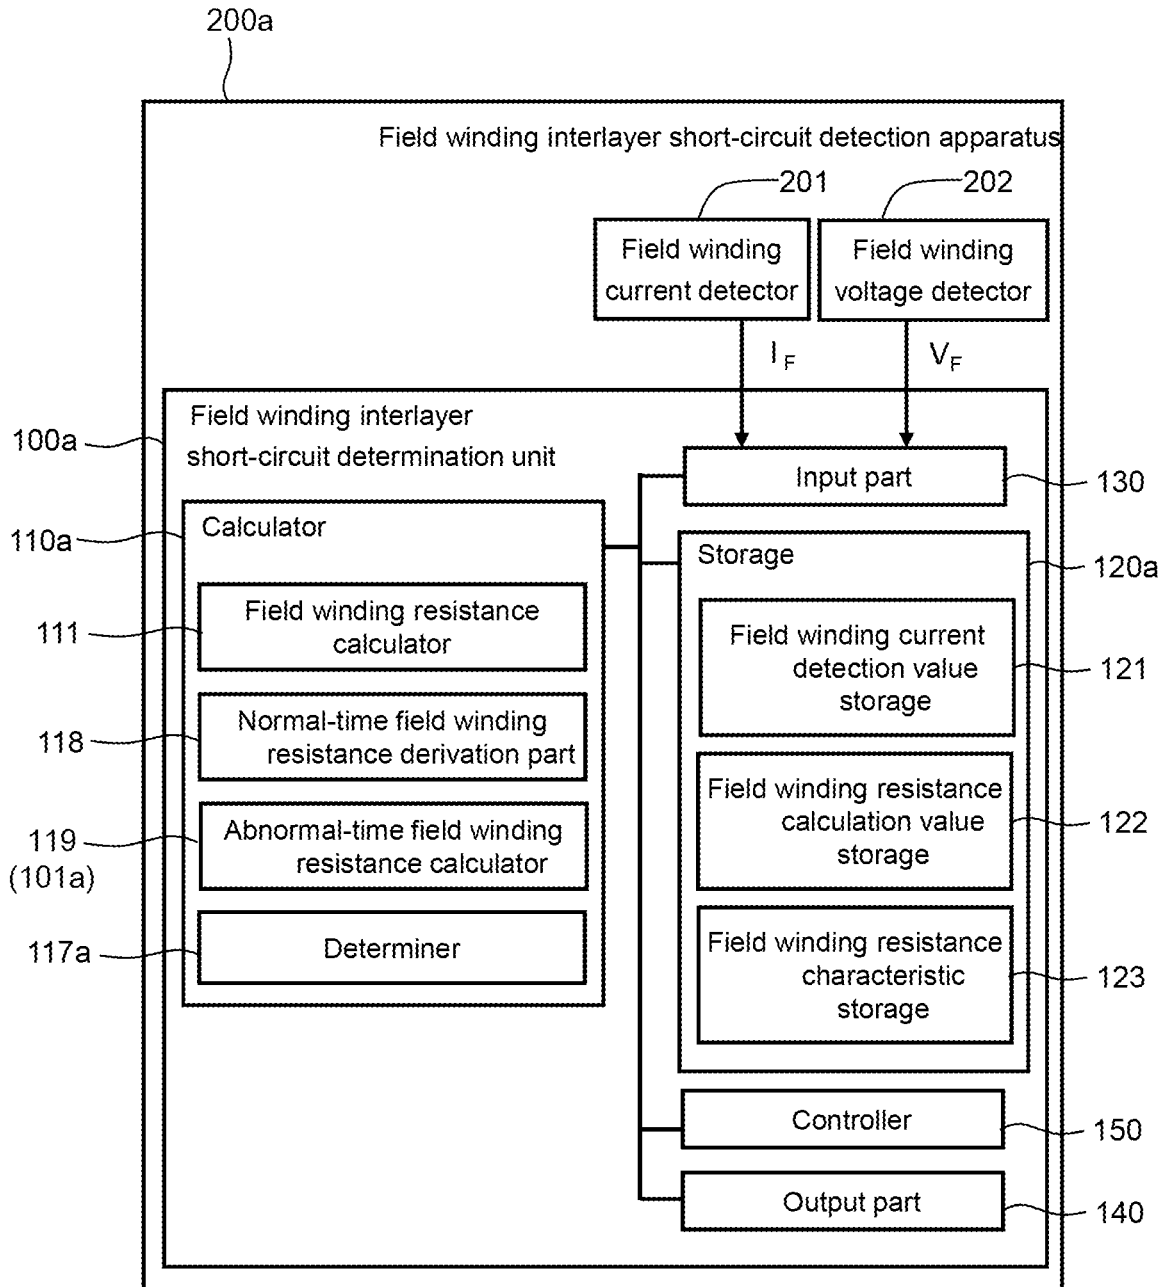 200a
Field winding interlayer short-circuit detection apparatus
201
202
Field winding
current detector
Field winding
voltage detector
I F
V F
100a
Field winding interlayer
short-circuit determination unit
Input part
130
110a
Calculator
Storage
120a
111
Field winding resistance
calculator
Field winding current
detection value
storage
121
118
Normal-time field winding
resistance derivation part
Field winding resistance
calculation value
storage
122
119
(101a)
Abnormal-time field winding
resistance calculator
117a
Determiner
Field winding resistance
characteristic
storage
123
Controller
150
Output part
140